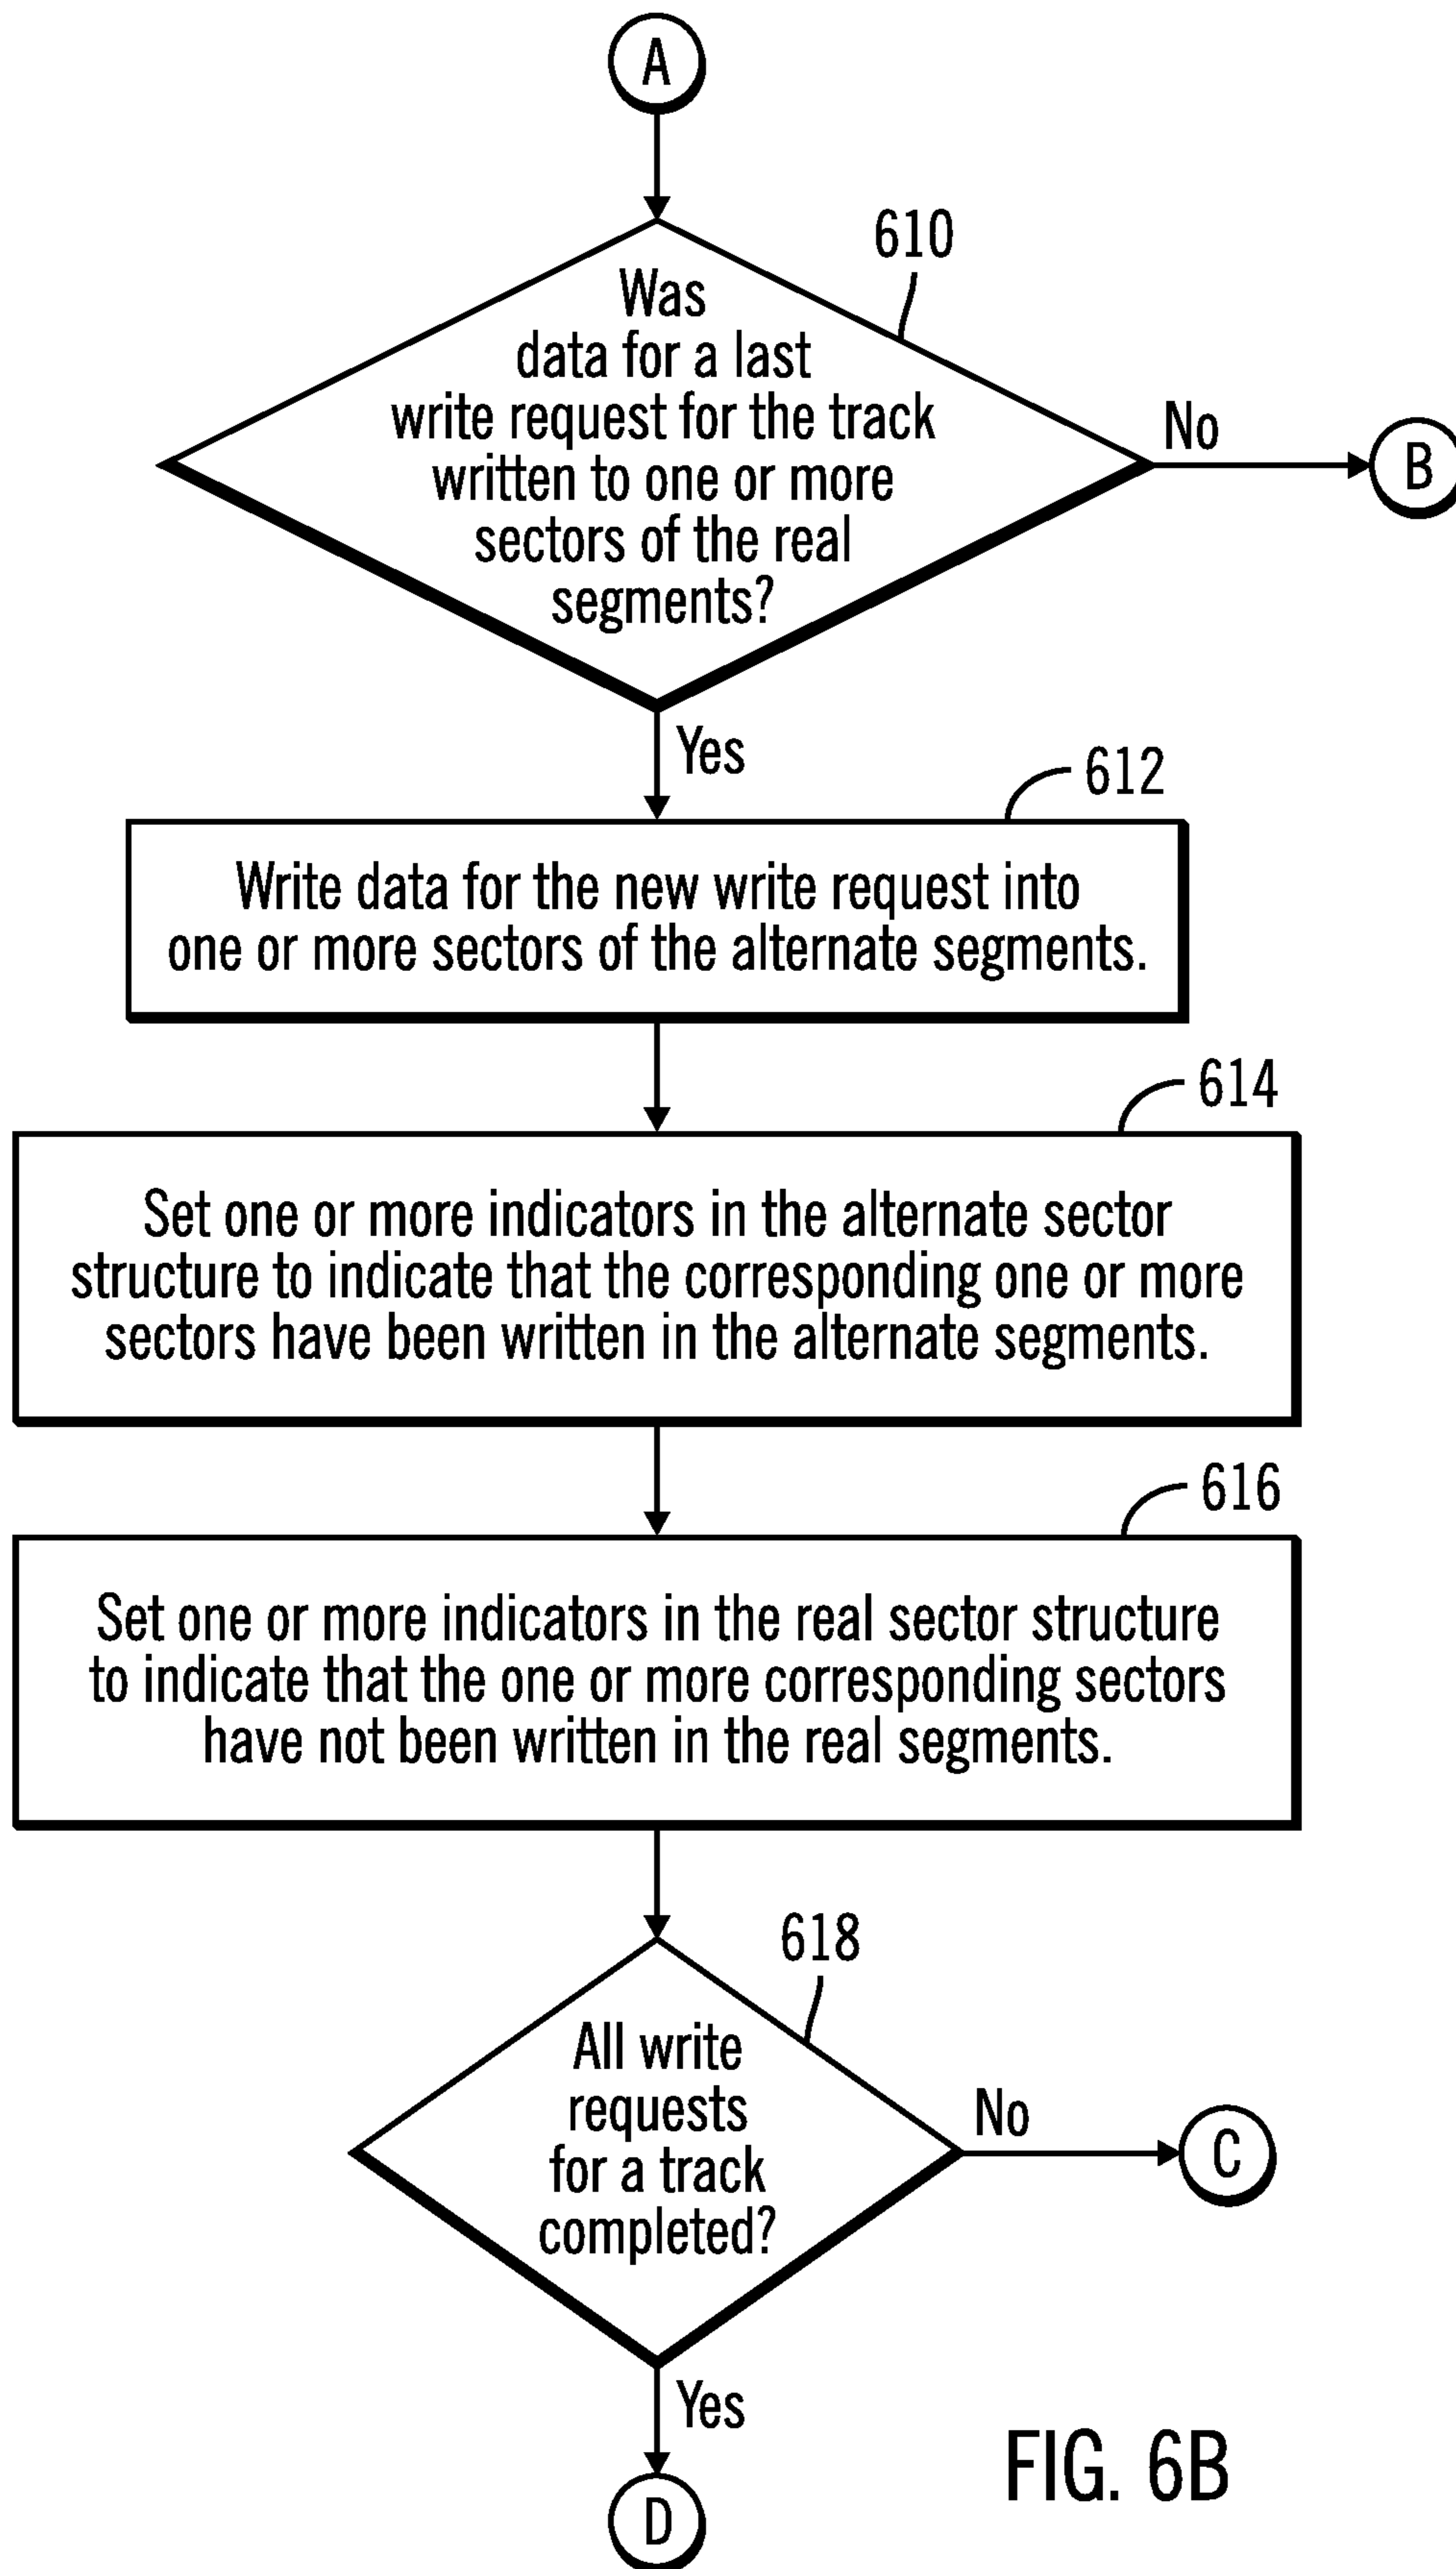 A
610
Was
data for a last
write request for the track
written to one or more
sectors of the real
segments?
No
B
Yes
612
Write data for the new write request into
one or more sectors of the alternate segments.
614
Set one or more indicators in the alternate sector
structure to indicate that the corresponding one or more
sectors have been written in the alternate segments.
616
Set one or more indicators in the real sector structure
to indicate that the one or more corresponding sectors
have not been written in the real segments.
618
All write
requests
for a track
completed?
No
C
Yes
D
FIG. 6B